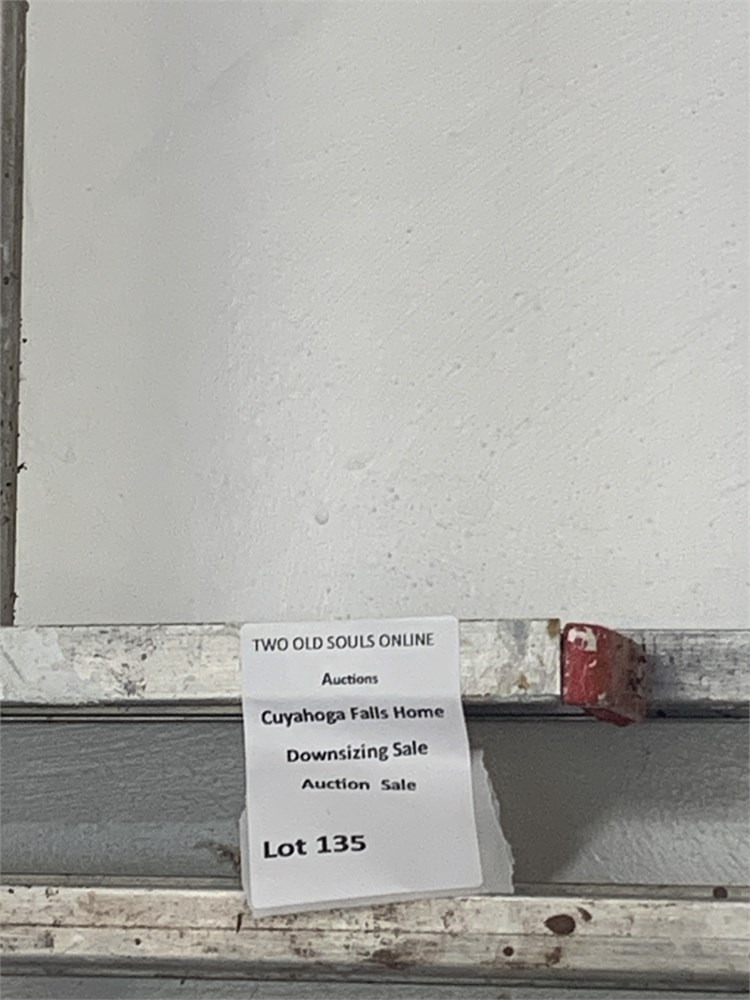 TWO OLD SOULS ONLINE
Auctions
Cuyahoga Falls Home
Downsizing Sale
Auction Sale
Lot 135